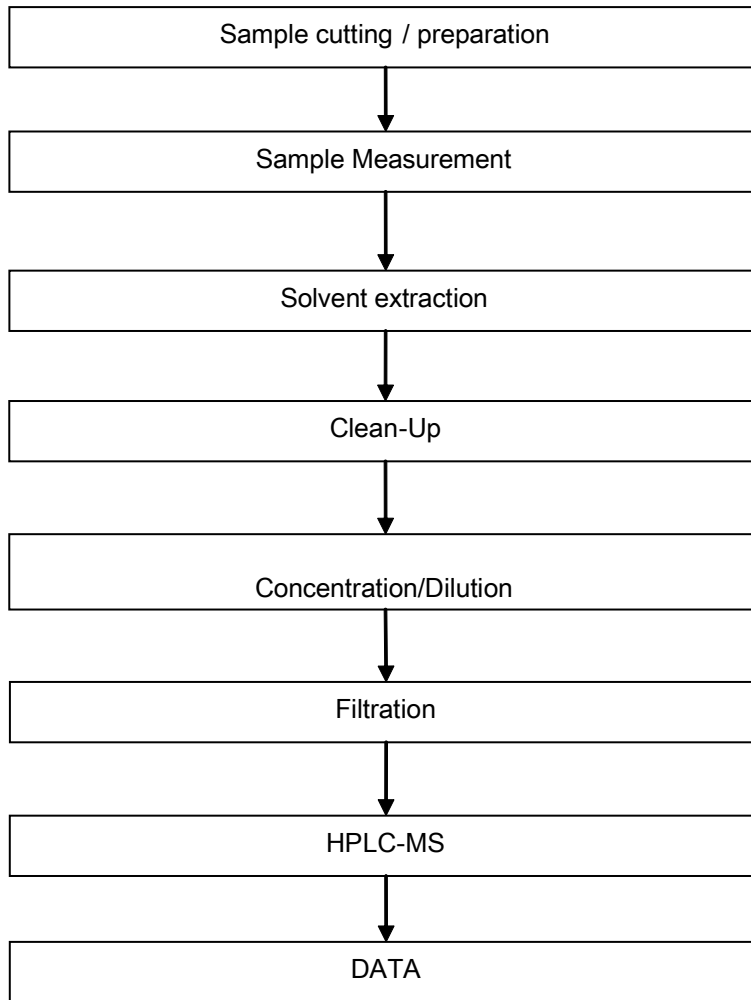 Sample cutting / preparation
Sample Measurement
Solvent extraction
Clean-Up
Concentration/Dilution
Filtration
HPLC-MS
DATA